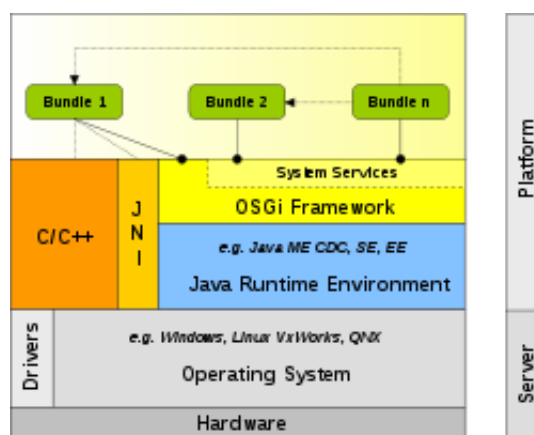 Bundle 1
Bundle 2
Bundle n
System Services
OSGi Framework
C/C++
J
N
I
e.g. Java ME CDC, SE, EE
Java Runtime Environment
Drivers
e.g. Windows, Linux VxWorks, QNX
Operating System
Hardware
Platform
Server